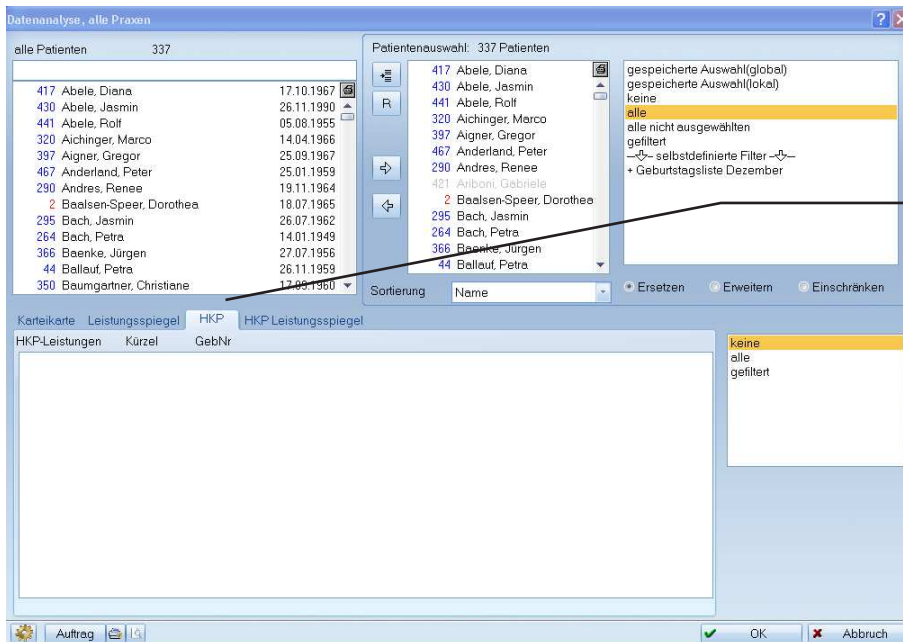 Datenanalyse, alle Praxen
alle Patienten 337
417 Abele, Diana 17.10.1967
430 Abele, Jasmin 26.11.1990
441 Abele, Rolf 05.08.1955
320 Aichinger, Marco 14.04.1966
397 Aigner, Gregor 25.09.1967
467 Anderland, Peter 25.01.1959
290 Andres, Renee 19.11.1964
2 Baalsen-Speer, Dorothea 18.07.1965
295 Bach, Jasmin 26.07.1962
264 Bach, Petra 14.01.1949
366 Baenke, Jürgen 27.07.1956
44 Ballauf, Petra 26.11.1959
350 Baumgartner, Christiane 17.09.1960
Patientenauswahl: 337 Patienten
R
417 Abele, Diana
430 Abele, Jasmin
441 Abele, Rolf
320 Aichinger, Marco
397 Aigner, Gregor
467 Anderland, Peter
290 Andres, Renee
421 Ariboni, Gabriele
2 Baalsen-Speer, Dorothea
295 Bach, Jasmin
264 Bach, Petra
366 Baenke, Jürgen
44 Ballauf, Petra
Sortierung Name
gespeicherte Auswahl(global)
gespeicherte Auswahl(lokal)
keine
alle
alle nicht ausgewählten
gefiltert
selbstdefinierte Filter
+ Geburtstagsliste Dezember
Ersetzen Erweitern Einschränken
Karteikarte Leistungsspiegel HKP HKP Leistungsspiegel
HKP-Leistungen Kürzel GebNr
keine
alle
gefiltert
Auftrag OK Abbruch